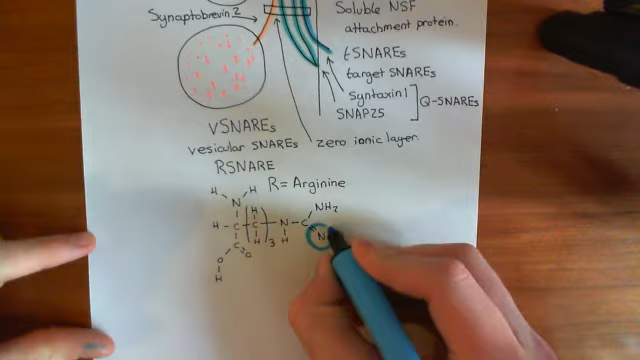 Synaptobrevin 2
Soluble NSF
attachment protein.
tSNAREs
target SNAREs
Syntaxin 1
SNAP25
Q-SNAREs
vSNAREs
vesicular SNAREs
zero ionic layer.
RSNARE
R = Arginine
H H
N
H NH2
H - C - C - N - C
H H
C 3
O O
H